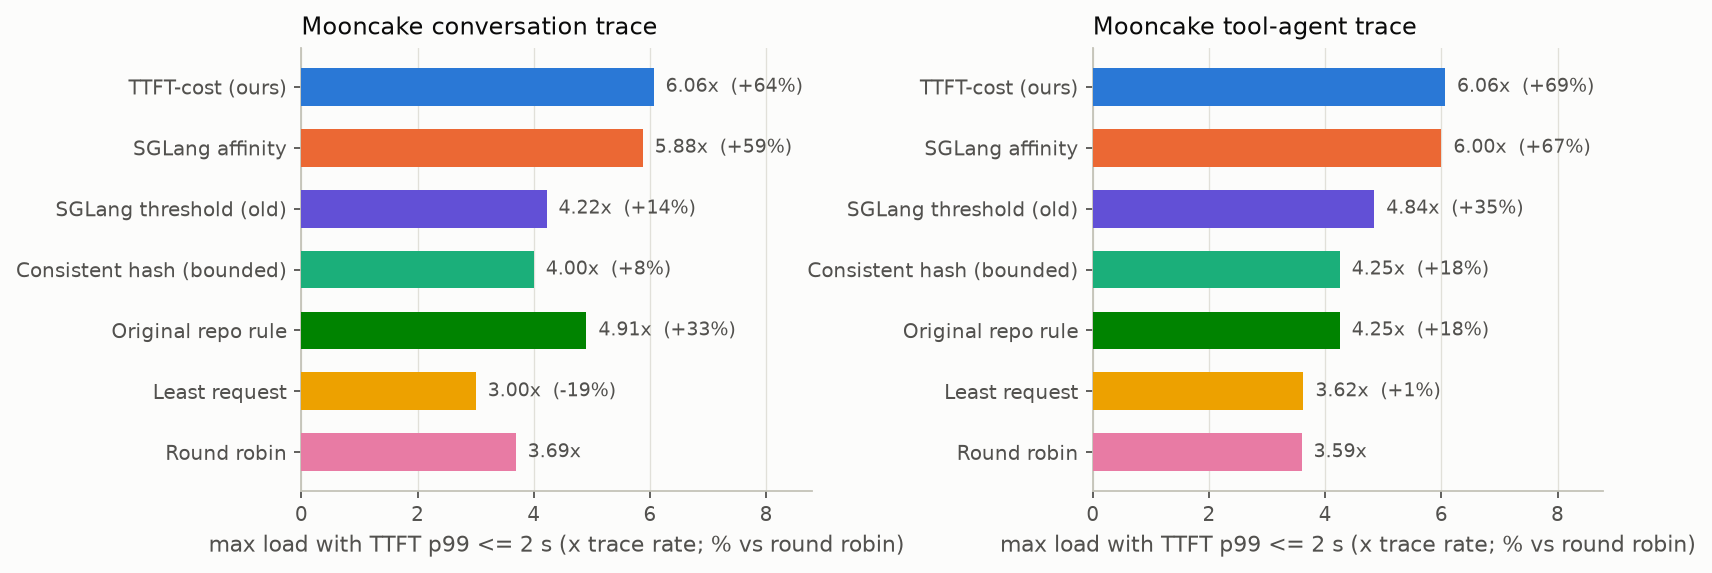 Mooncake conversation trace
TTFT-cost (ours)
6.06x (+64%)
SGLang affinity
5.88x (+59%)
SGLang threshold (old)
4.22x (+14%)
Consistent hash (bounded)
4.00x (+8%)
Original repo rule
4.91x (+33%)
Least request
3.00x (-19%)
Round robin
3.69x
0 2 4 6 8
max load with TTFT p99 <= 2 s (x trace rate; % vs round robin)
Mooncake tool-agent trace
TTFT-cost (ours)
6.06x (+69%)
SGLang affinity
6.00x (+67%)
SGLang threshold (old)
4.84x (+35%)
Consistent hash (bounded)
4.25x (+18%)
Original repo rule
4.25x (+18%)
Least request
3.62x (+1%)
Round robin
3.59x
0 2 4 6 8
max load with TTFT p99 <= 2 s (x trace rate; % vs round robin)